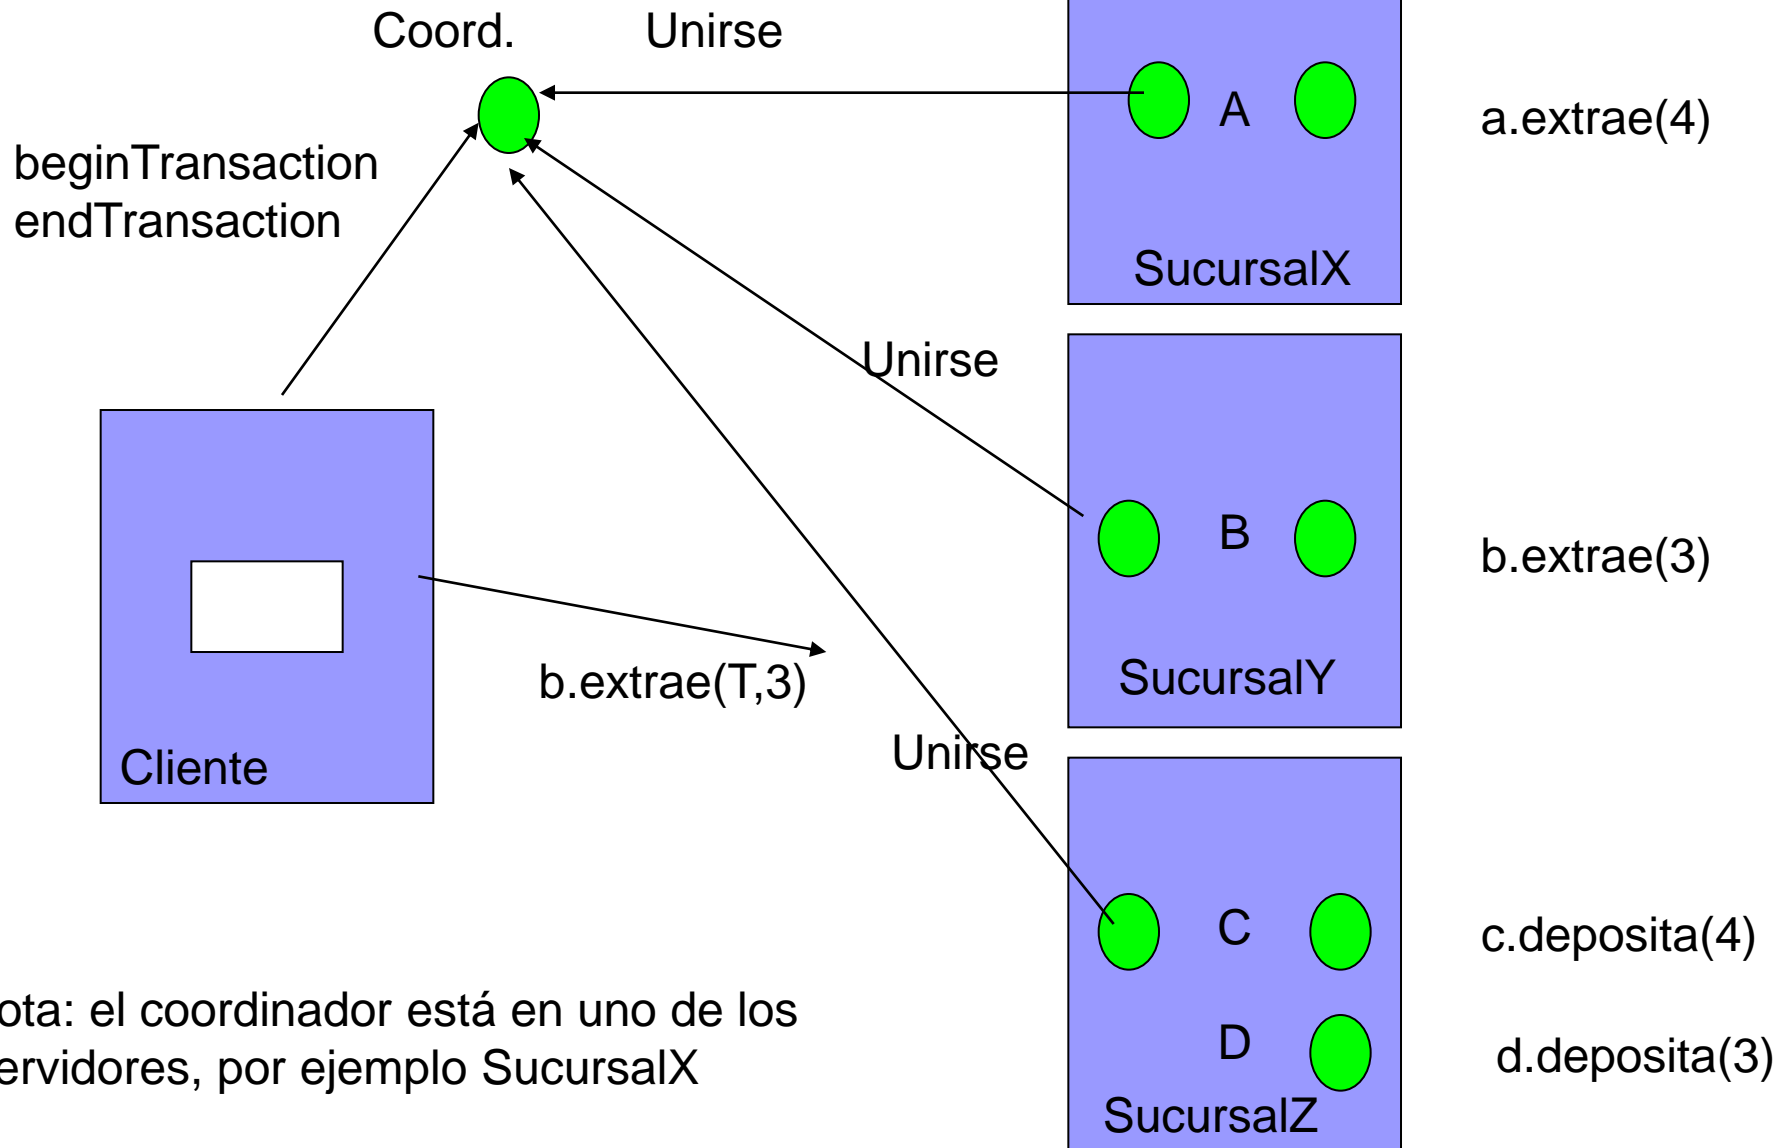 Coord.
Unirse
A
a.extrae(4)
beginTransaction
endTransaction
SucursalX
Unirse
B
b.extrae(3)
b.extrae(T,3)
SucursalY
Cliente
Unirse
C
c.deposita(4)
ota: el coordinador está en uno de los
ervidores, por ejemplo SucursalX
D
d.deposita(3)
SucursalZ